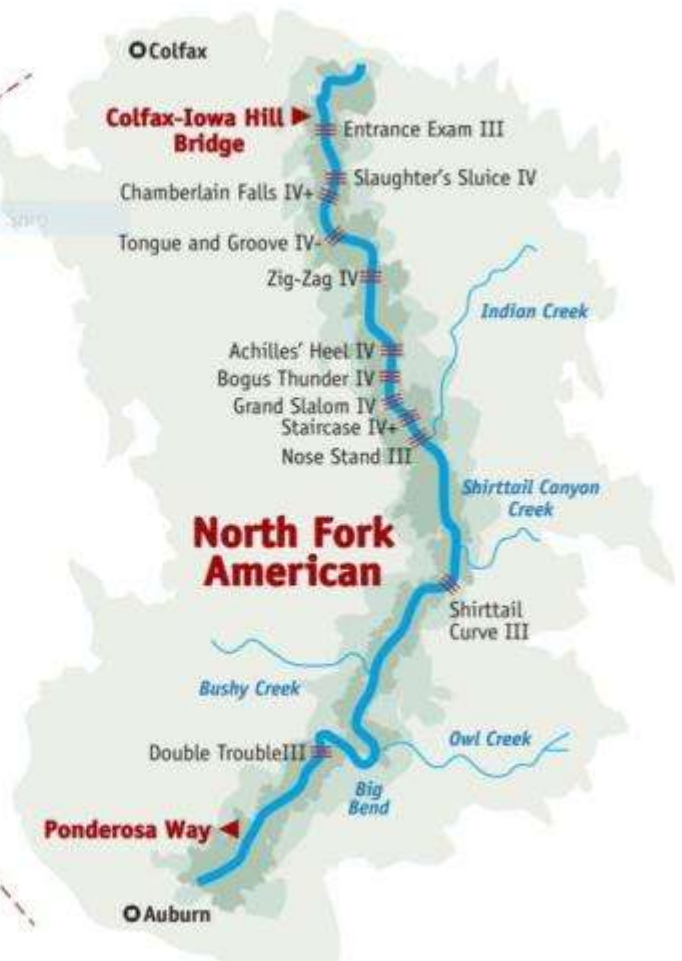 Colfax
Colfax-Iowa Hill
Bridge
Entrance Exam III
Slaughter's Sluice IV
Chamberlain Falls IV+
Tongue and Groove IV-
Zig-Zag IV
Indian Creek
Achilles' Heel IV
Bogus Thunder IV
Grand Slalom IV
Staircase IV+
Nose Stand III
Shirttail Canyon
Creek
North Fork
American
Shirttail
Curve III
Bushy Creek
Owl Creek
Double TroubleIII
Big
Bend
Ponderosa Way
Auburn